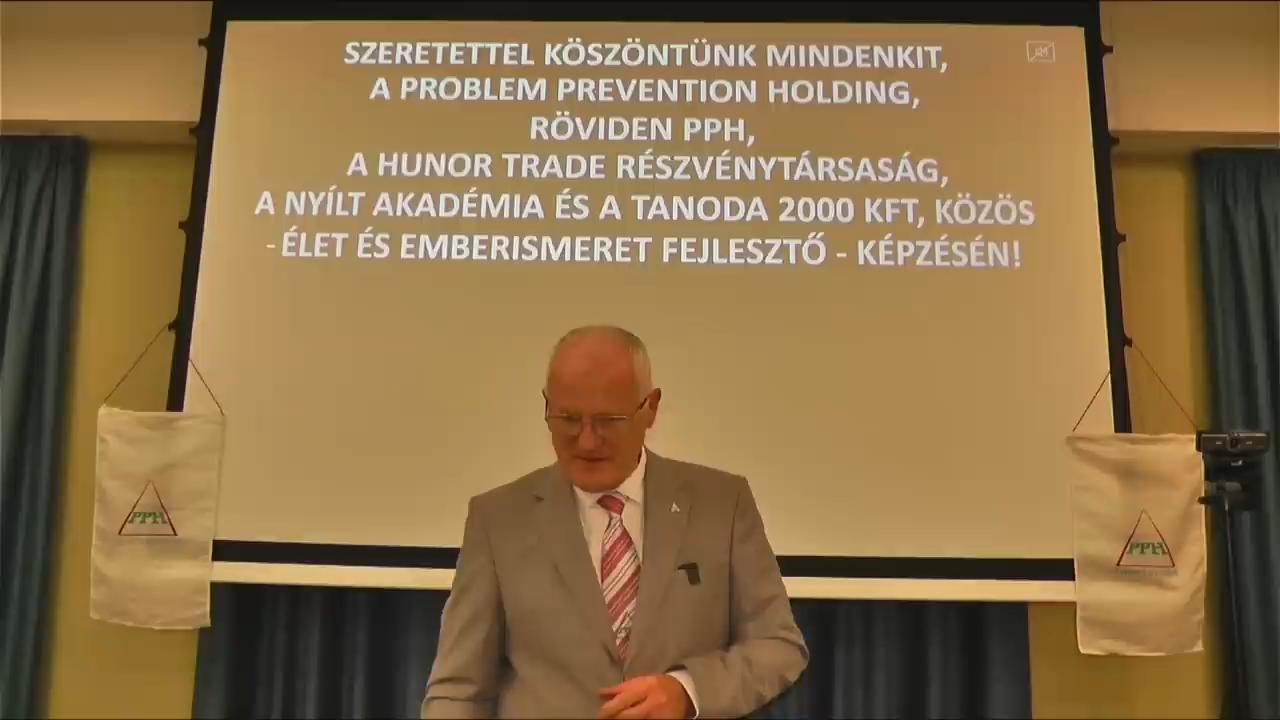 SZERETETTEL KÖSZÖNTÜNK MINDENKIT,
A PROBLEM PREVENTION HOLDING,
RÖVIDEN PPH,
A HUNOR TRADE RÉSZVÉNYTÁRSASÁG,
A NYÍLT AKADÉMIA ÉS A TANODA 2000 KFT, KÖZÖS
- ÉLET ÉS EMBERISMERET FEJLESZTŐ - KÉPZÉSÉN!
PPH
PPH